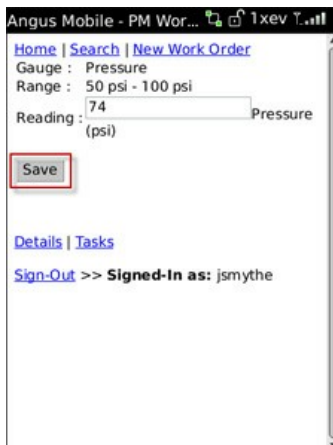 Angus Mobile - PM Wor... 1xev
Home | Search | New Work Order
Gauge : Pressure
Range : 50 psi - 100 psi
Reading : 74 Pressure
(psi)
Save
Details | Tasks
Sign-Out >> Signed-In as: jsmythe